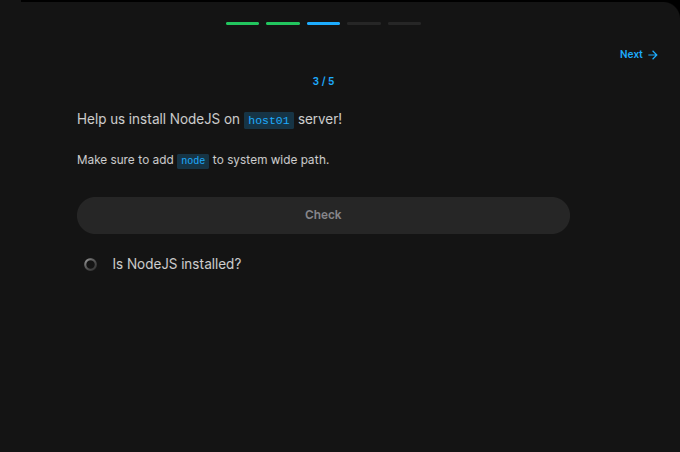 Next →
3 / 5
Help us install NodeJS on host01 server!
Make sure to add node to system wide path.
Check
Is NodeJS installed?